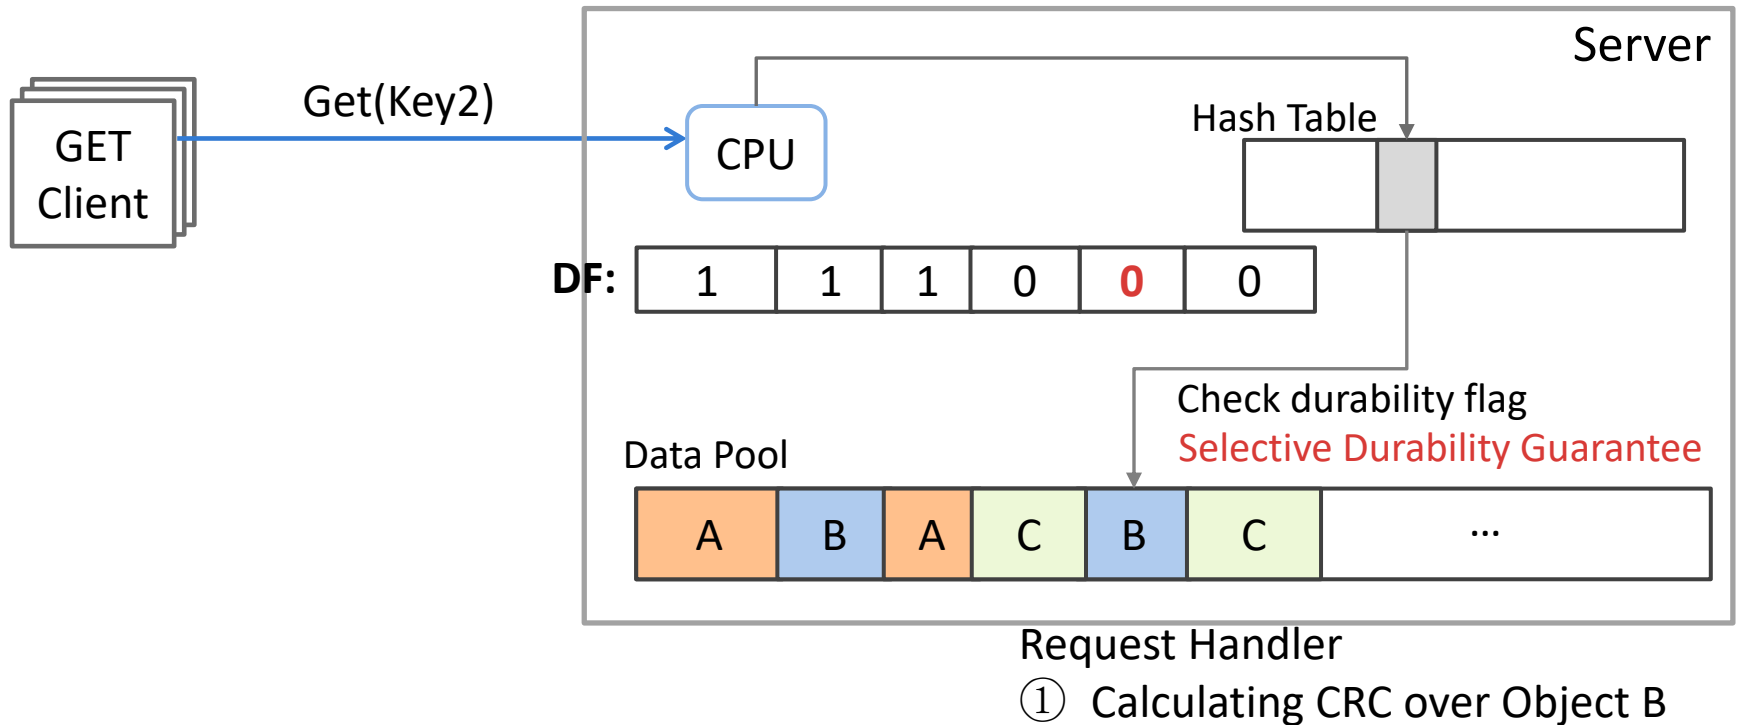 Server
Get(Key2)
GET
Client
CPU
Hash Table
DF: 1 1 1 0 0 0
Check durability flag
Selective Durability Guarantee
Data Pool
A B A C B C ...
Request Handler
① Calculating CRC over Object B